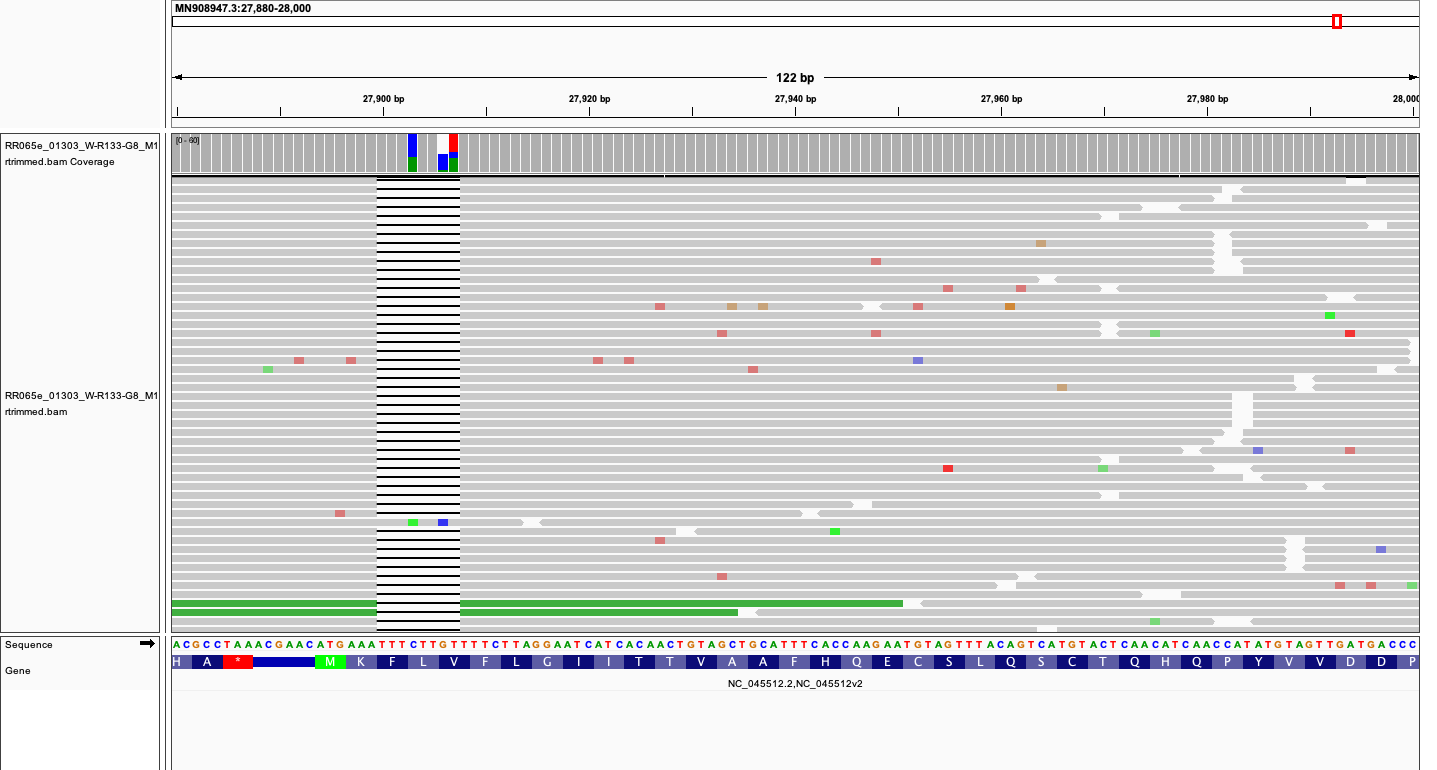 MN908947.3:27,880-28,000
122 bp
27,900 bp 27,920 bp 27,940 bp 27,960 bp 27,980 bp 28,000
RR065e_01303_W-R133-G8_M1
rtrimmed.bam Coverage
[0 - 60]
RR065e_01303_W-R133-G8_M1
rtrimmed.bam
Sequence
ACGCCTAAACGAACATGAAATTTCTTGTTTTCTTAGGAATCATCACAACTGTAGCTGCATTTCACCAAGAATGTAGTTTACAGTCATGTACTCAACATCAACCATATGTAGTTGATGACCC
Gene
H A * M K F L V F L G I I T T V A A F H Q E C S L Q S C T Q H Q P Y V V D D P
NC_045512.2,NC_045512v2